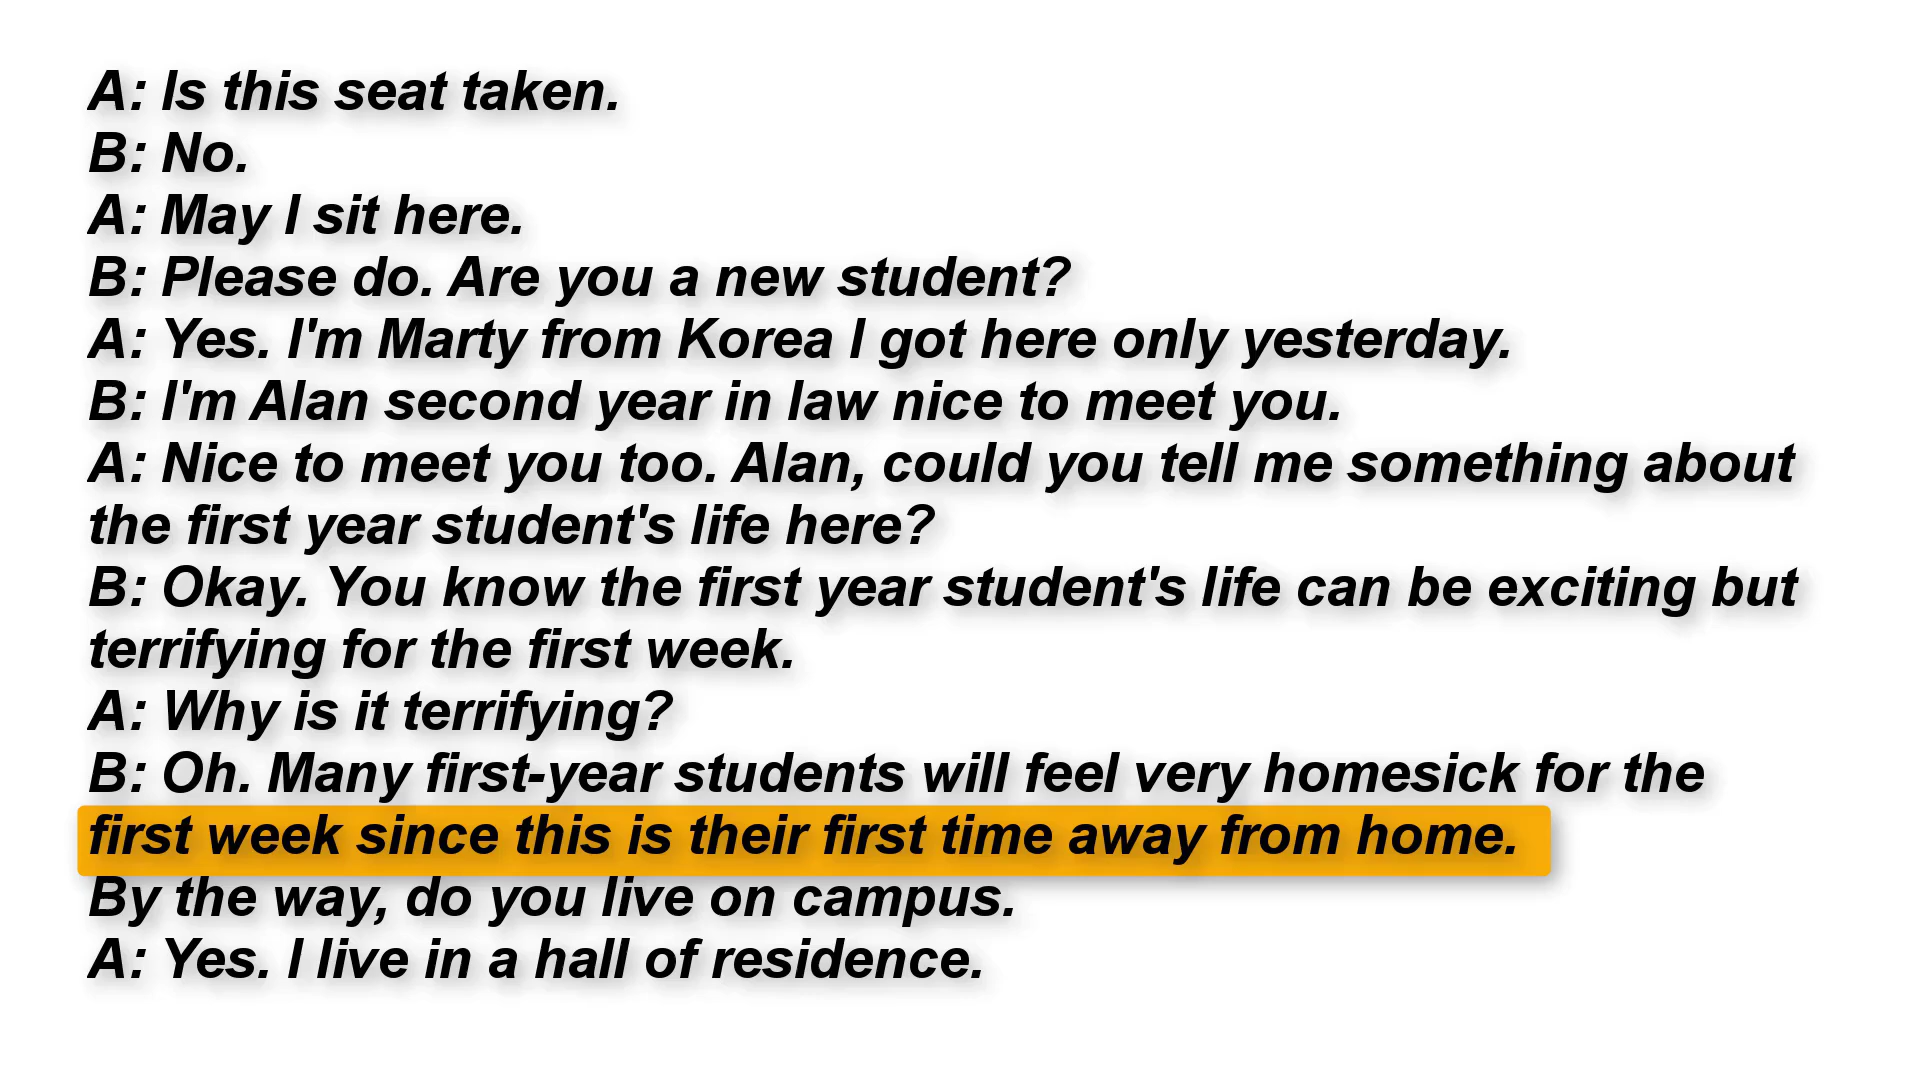 A: Is this seat taken.
B: No.
A: May I sit here.
B: Please do. Are you a new student?
A: Yes. I'm Marty from Korea I got here only yesterday.
B: I'm Alan second year in law nice to meet you.
A: Nice to meet you too. Alan, could you tell me something about
the first year student's life here?
B: Okay. You know the first year student's life can be exciting but
terrifying for the first week.
A: Why is it terrifying?
B: Oh. Many first-year students will feel very homesick for the
first week since this is their first time away from home.
By the way, do you live on campus.
A: Yes. I live in a hall of residence.